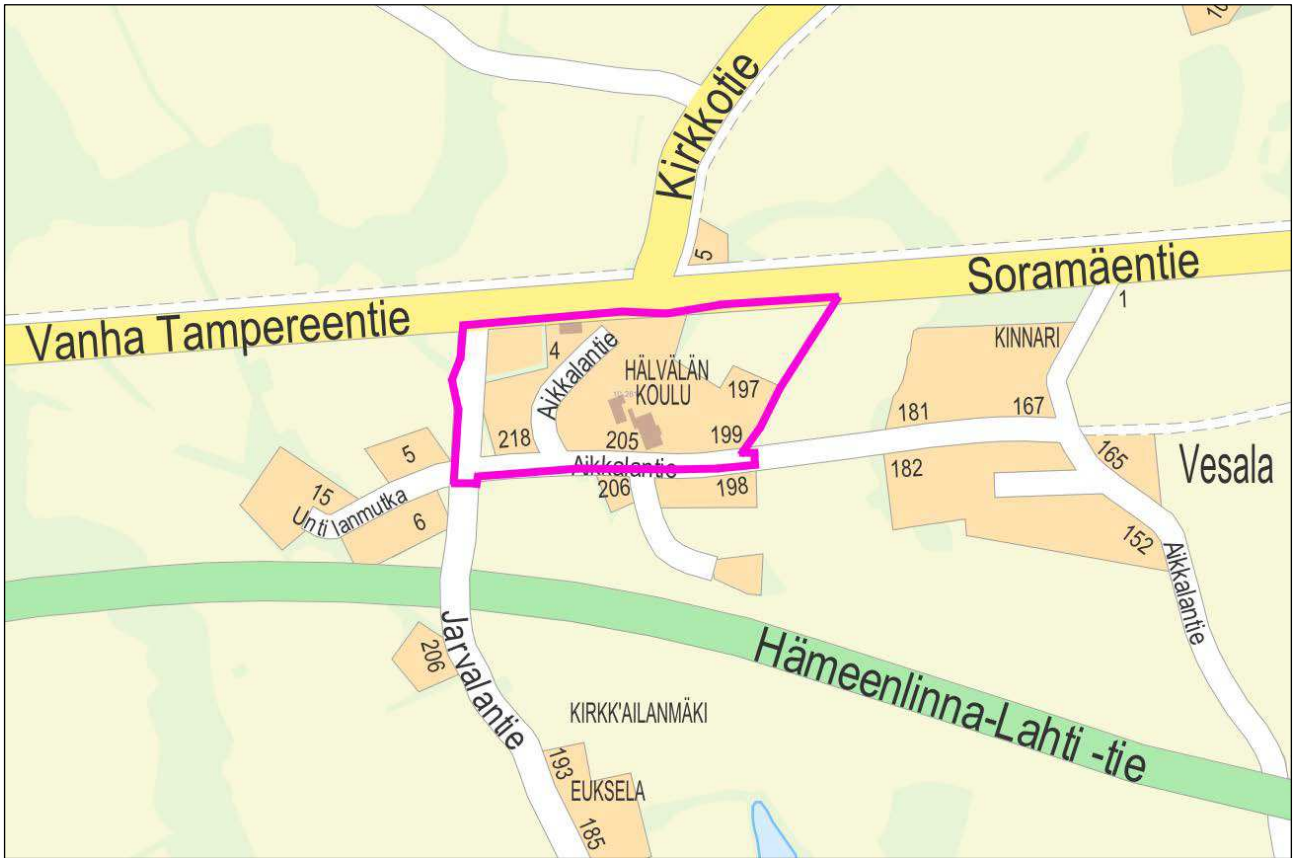 10
Kirkkotie
5
Soramäentie
1
Vanha Tampereentie
KINNARI
4
Aikkalantie
HÄLVÄLÄN
KOULU
197
181
167
218
205
199
5
Aikkalantie
165
Vesala
182
15
206
198
Untilanmutka
6
152
Aikkalantie
Jarvalantie
206
Hämeenlinna-Lahti -tie
KIRKK'AILANMÄKI
193
EUKSELA
185